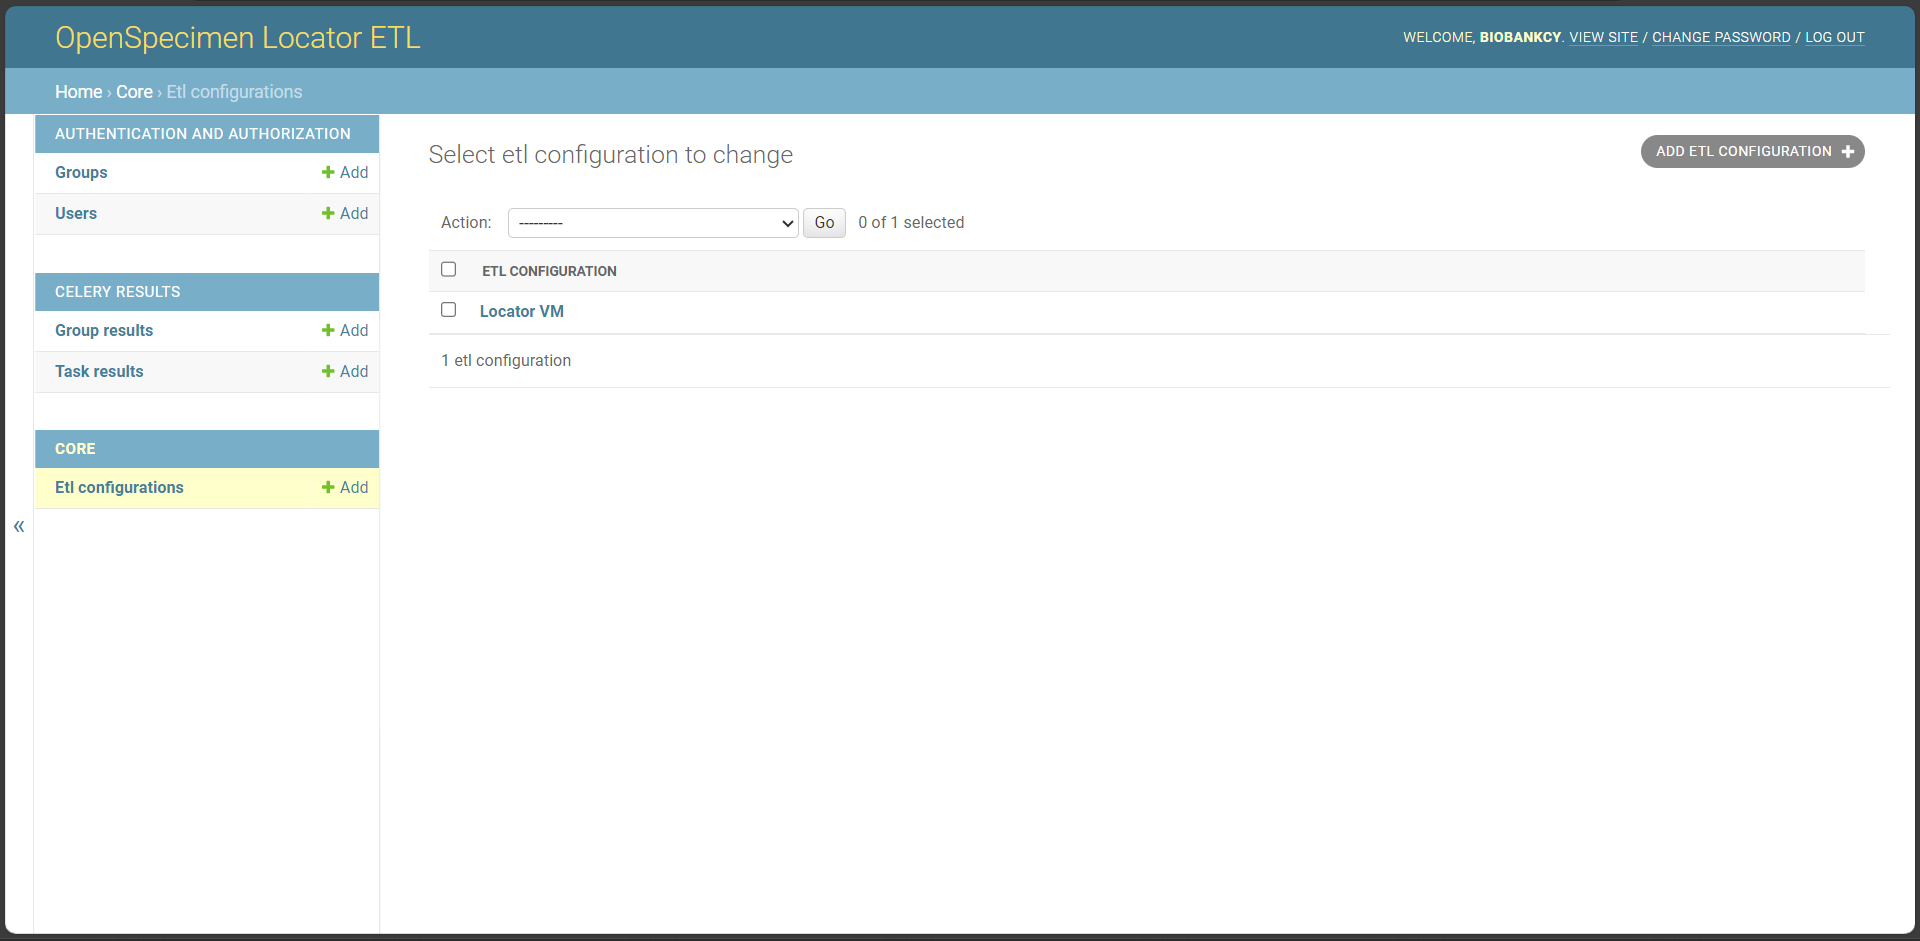 OpenSpecimen Locator ETL
WELCOME, BIOBANKCY. VIEW SITE / CHANGE PASSWORD / LOG OUT
Home › Core › Etl configurations
AUTHENTICATION AND AUTHORIZATION
Groups + Add
Users + Add
CELERY RESULTS
Group results + Add
Task results + Add
CORE
Etl configurations + Add
«
Select etl configuration to change
ADD ETL CONFIGURATION +
Action: --------- Go 0 of 1 selected
ETL CONFIGURATION
Locator VM
1 etl configuration